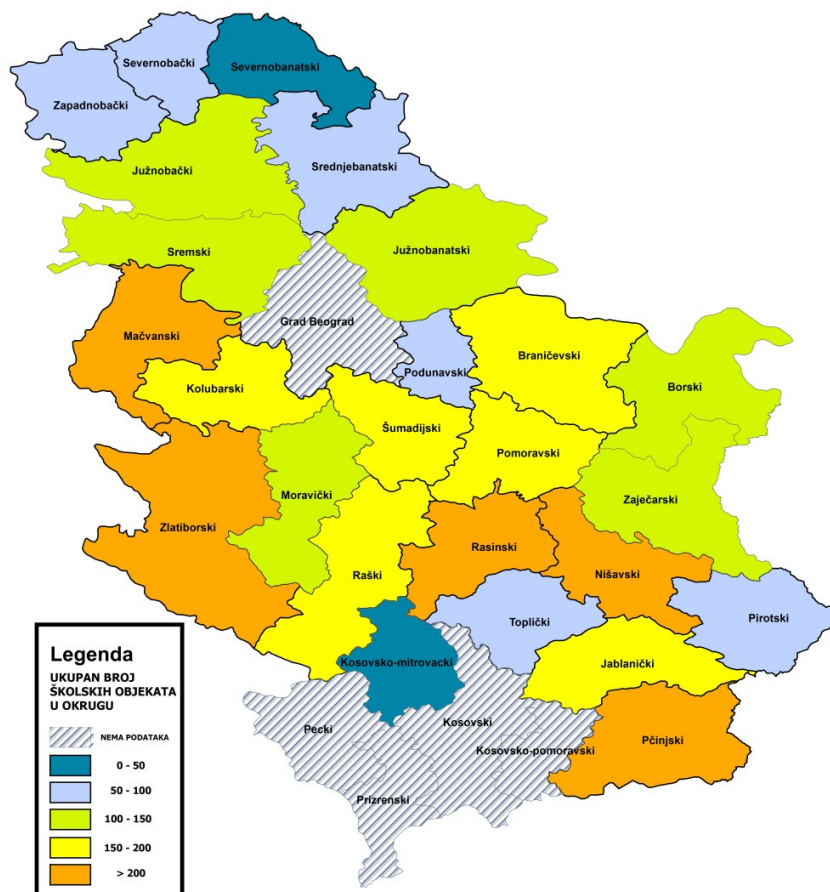 Severnobački
Severnobanatski
Zapadnobački
Srednjebanatski
Južnobački
Sremski
Južnobanatski
Grad Beograd
Mačvanski
Braničevski
Podunavski
Borski
Kolubarski
Šumadijski
Pomoravski
Moravički
Zaječarski
Zlatiborski
Rasinski
Raški
Nišavski
Toplički
Pirotski
Kosovsko-mitrovacki
Jablanički
Pecki
Kosovski
Kosovsko-pomoravski
Pčinjski
Prizrenski
Legenda
UKUPAN BROJ
ŠKOLSKIH OBJEKATA
U OKRUGU
NEMA PODATAKA
0 - 50
50 - 100
100 - 150
150 - 200
> 200